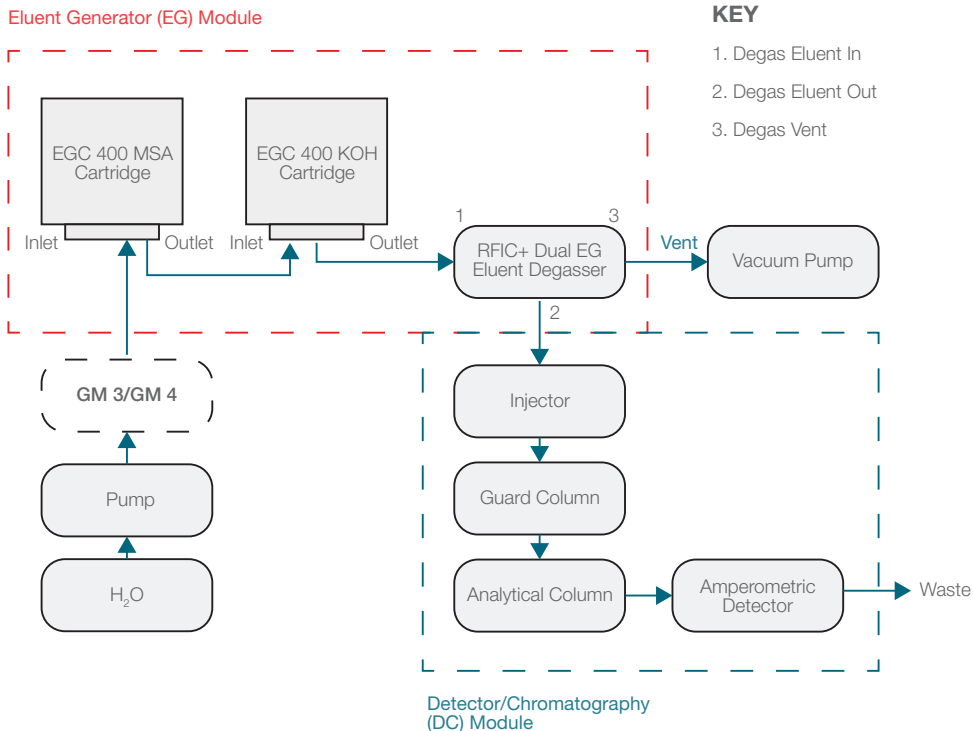 Eluent Generator (EG) Module
KEY
1. Degas Eluent In
2. Degas Eluent Out
3. Degas Vent
EGC 400 MSA
Cartridge
EGC 400 KOH
Cartridge
Inlet
Outlet
Inlet
Outlet
1
3
RFIC+ Dual EG
Eluent Degasser
Vent
Vacuum Pump
2
GM 3/GM 4
Injector
Pump
Guard Column
H₂O
Analytical Column
Amperometric
Detector
Waste
Detector/Chromatography
(DC) Module